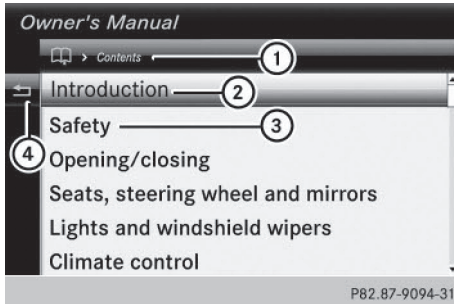 Owner's Manual
> Contents 1
Introduction 2
Safety 3
4
Opening/closing
Seats, steering wheel and mirrors
Lights and windshield wipers
Climate control
P82.87-9094-31